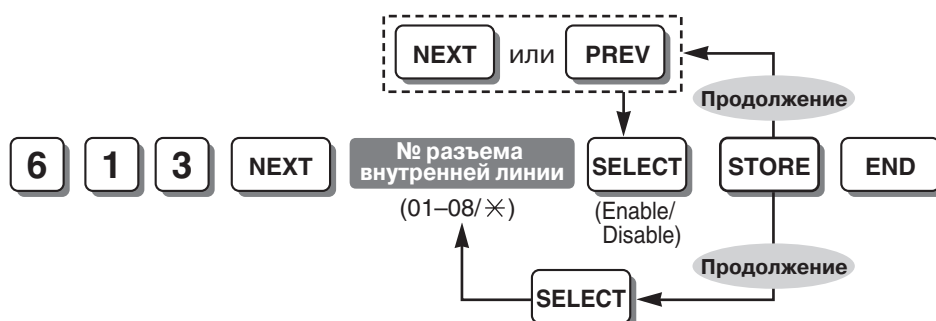 NEXT или PREV
Продолжение
6 1 3 NEXT № разъема внутренней линии SELECT STORE END
(01–08/✳)
(Enable/
Disable)
Продолжение
SELECT